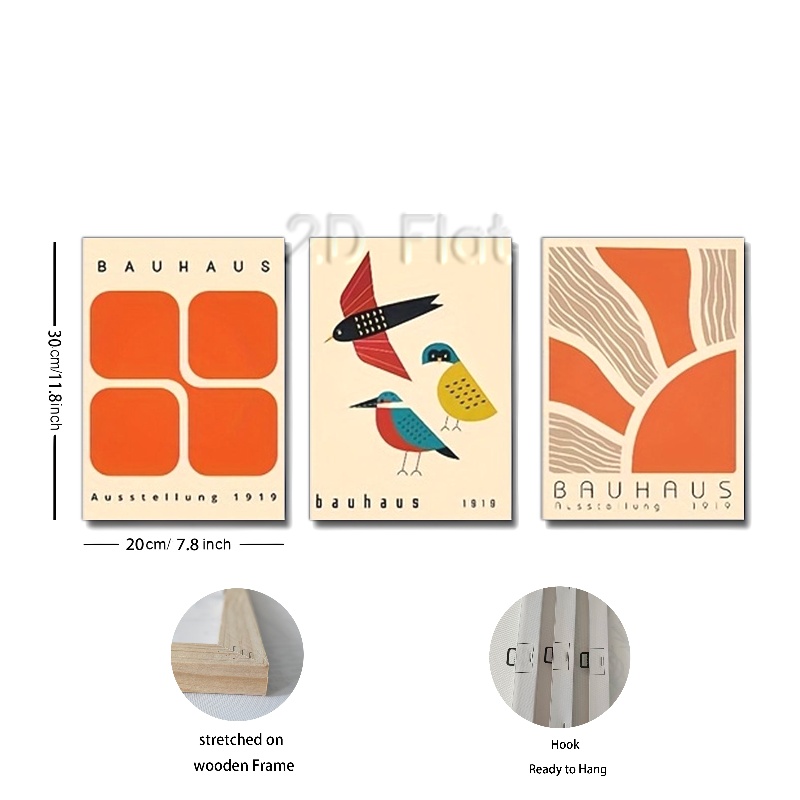 2D Flat
BAUHAUS
Ausstellung 1919
bauhaus 1919
BAUHAUS
Ausstellung 1919
30cm/11.8inch
20cm/ 7.8 inch
stretched on
wooden Frame
Hook
Ready to Hang